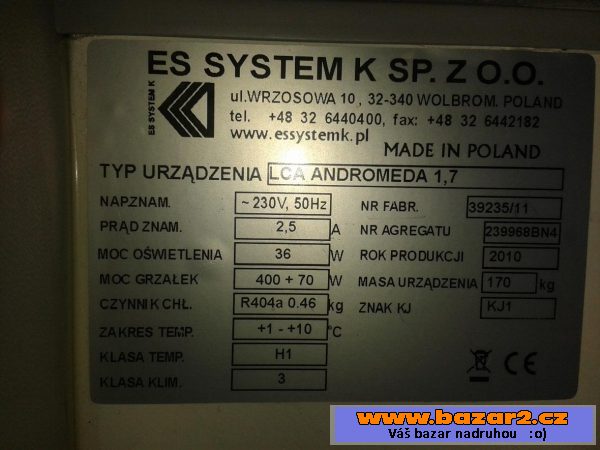 ES SYSTEM K SP. Z O.O.
ES SYSTEM K
ul.WRZOSOWA 10, 32-340 WOLBROM. POLAND
tel. +48 32 6440400, fax: +48 32 6442182
www.essystemk.pl
MADE IN POLAND
TYP URZĄDZENIA LCA ANDROMEDA 1,7
NAP.ZNAM. ~ 230V, 50Hz NR FABR. 39235/11
PRĄD ZNAM. 2,5 A NR AGREGATU 239968BN4
MOC OŚWIETLENIA 36 W ROK PRODUKCJI 2010
MOC GRZAŁEK 400 + 70 W MASA URZĄDZENIA 170 kg
CZYNNIK CHŁ. R404a 0.46 kg ZNAK KJ KJ1
ZAKRES TEMP. +1 - +10 °C
KLASA TEMP. H1
KLASA KLIM. 3
CE
www.bazar2.cz
Váš bazar nadruhou :o)